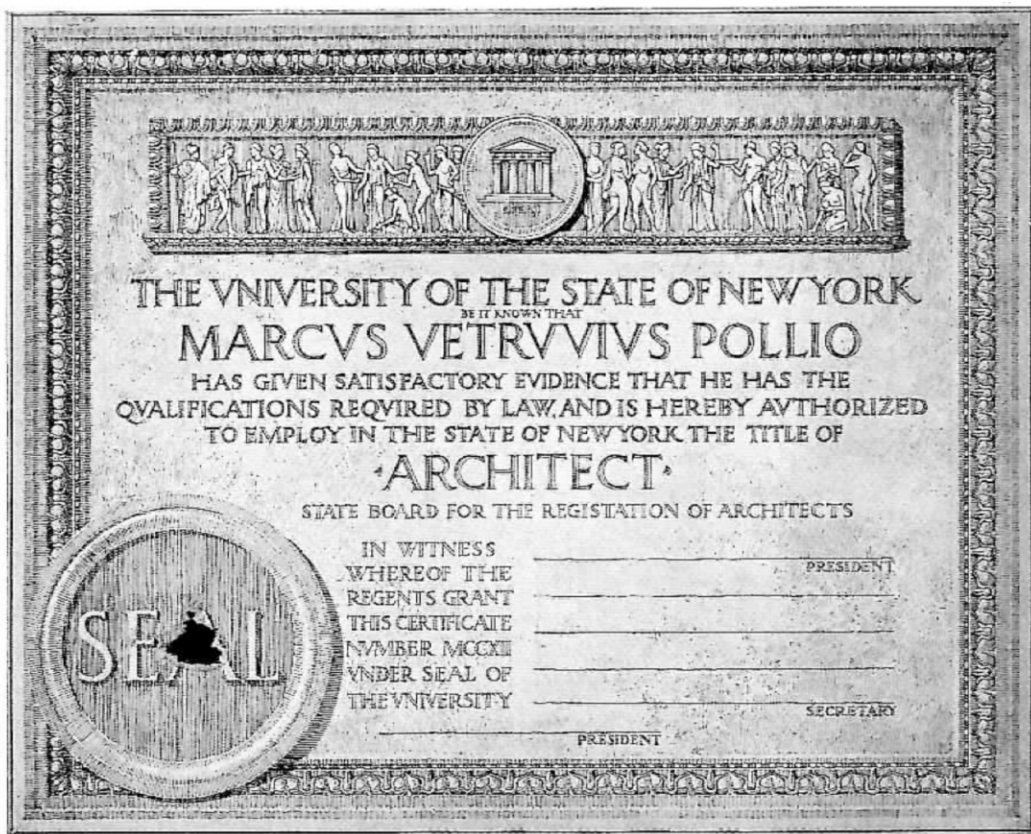 THE VNIVERSITY OF THE STATE OF NEW YORK
BE IT KNOWN THAT
MARCVS VETRVVIVS POLLIO
HAS GIVEN SATISFACTORY EVIDENCE THAT HE HAS THE
QVALIFICATIONS REQVIRED BY LAW, AND IS HEREBY AVTHORIZED
TO EMPLOY IN THE STATE OF NEW YORK THE TITLE OF
·ARCHITECT·
STATE BOARD FOR THE REGISTATION OF ARCHITECTS
IN WITNESS
WHEREOF THE
REGENTS GRANT
THIS CERTIFICATE
NVMBER MCCXII
VNDER SEAL OF
THE VNIVERSITY
PRESIDENT
SECRETARY
PRESIDENT
SEAL